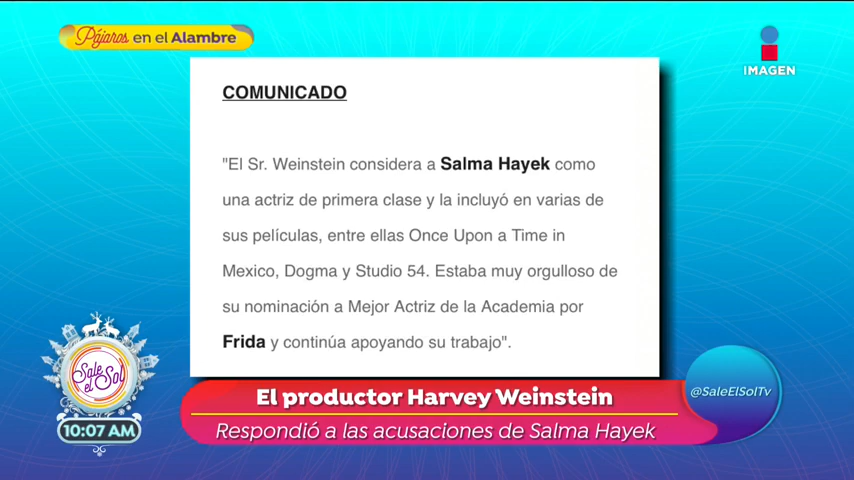 Pájaros en el Alambre
IMAGEN
COMUNICADO
"El Sr. Weinstein considera a Salma Hayek como
una actriz de primera clase y la incluyó en varias de
sus películas, entre ellas Once Upon a Time in
Mexico, Dogma y Studio 54. Estaba muy orgulloso de
su nominación a Mejor Actriz de la Academia por
Frida y continúa apoyando su trabajo".
Sale
el Sol
10:07 AM
El productor Harvey Weinstein
Respondió a las acusaciones de Salma Hayek
@SaleElSolTv